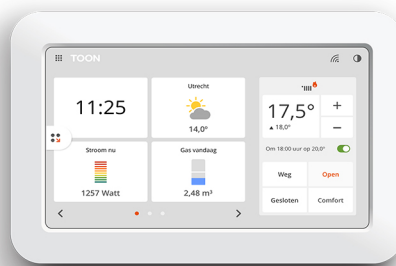 TOON
11:25
Utrecht
14,0°
17,5°
▲ 18,0°
+
−
Stroom nu
1257 Watt
Gas vandaag
2,48 m³
Om 18:00 uur op 20,0°
Weg
Open
Gesloten
Comfort